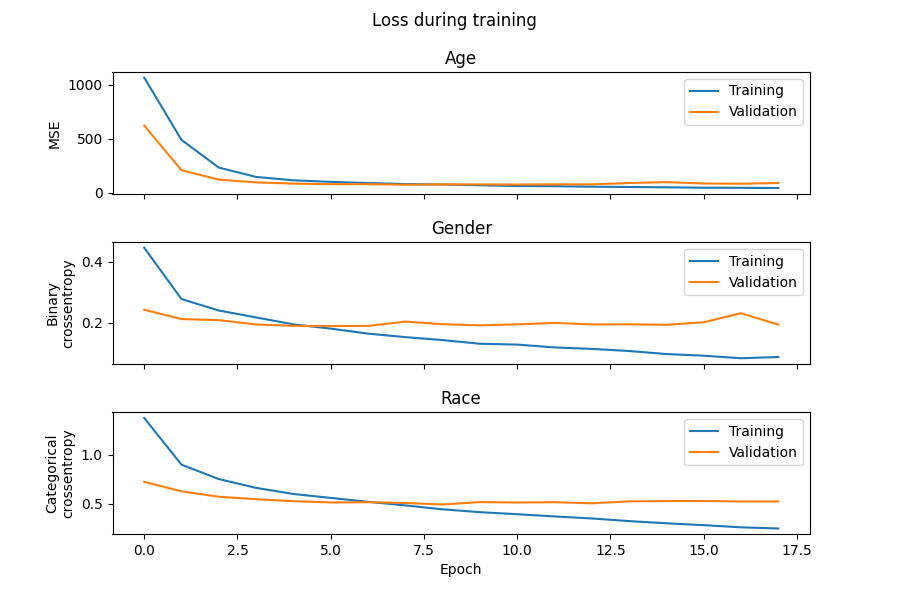 Loss during training
Age
1000
500
0
MSE
Training
Validation
Gender
0.4
0.2
Binary
crossentropy
Training
Validation
Race
1.0
0.5
Categorical
crossentropy
Training
Validation
0.0 2.5 5.0 7.5 10.0 12.5 15.0 17.5
Epoch